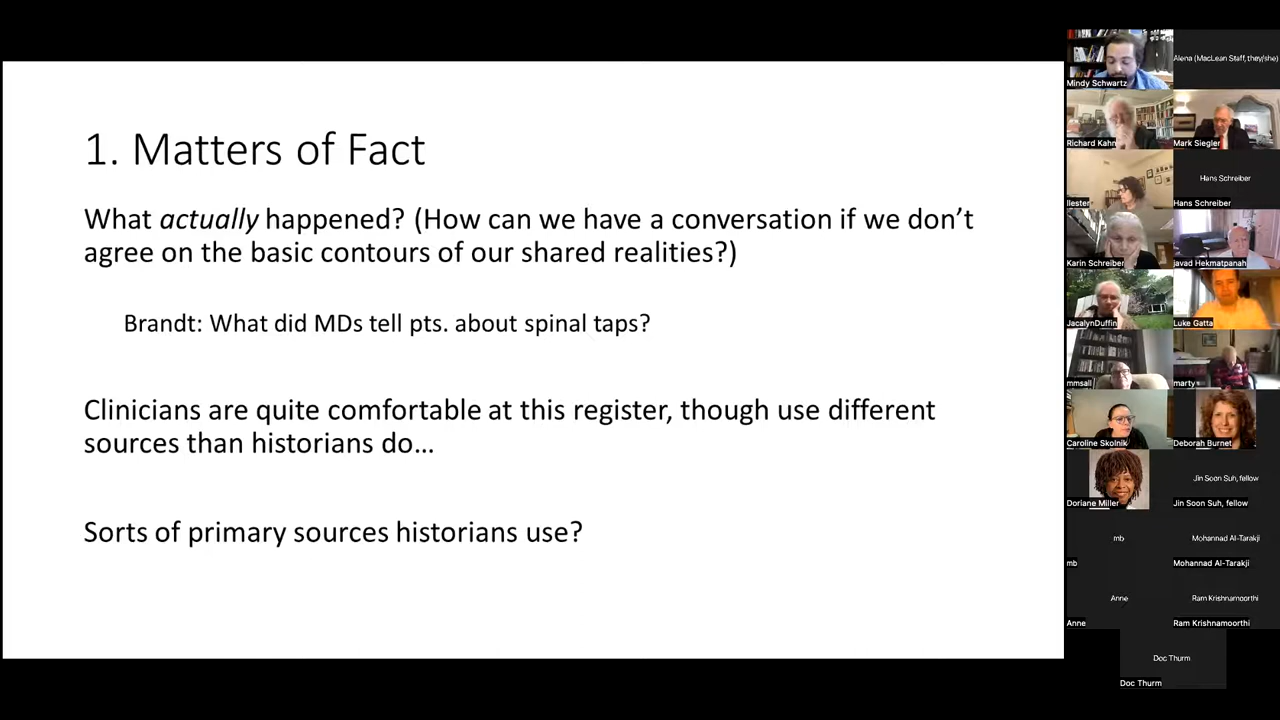 1. Matters of Fact
What actually happened? (How can we have a conversation if we don’t
agree on the basic contours of our shared realities?)
Brandt: What did MDs tell pts. about spinal taps?
Clinicians are quite comfortable at this register, though use different
sources than historians do…
Sorts of primary sources historians use?
Mindy Schwartz
Alena (MacLean Staff, they/she)
Richard Kahn
Mark Siegler
llester
Hans Schreiber
Hans Schreiber
Karin Schreiber
javad Hekmatpanah
JacalynDuffin
Luke Gatta
mmsall
marty
Caroline Skolnik
Deborah Burnet
Doriane Miller
Jin Soon Suh, fellow
Jin Soon Suh, fellow
mb
mb
Mohannad Al-Tarakji
Mohannad Al-Tarakji
Anne
Anne
Ram Krishnamoorthi
Ram Krishnamoorthi
Doc Thurm
Doc Thurm